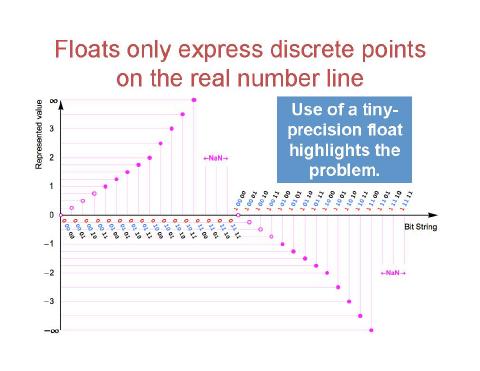 Floats only express discrete points
on the real number line
Use of a tiny-
precision float
highlights the
problem.
Represented value
∞
3
2
1
0
−1
−2
−3
−∞
←NaN→
←NaN→
0 00 00
0 00 01
0 00 10
0 00 11
0 01 00
0 01 01
0 01 10
0 01 11
0 10 00
0 10 01
0 10 10
0 10 11
0 11 00
0 11 01
0 11 10
0 11 11
1 00 00
1 00 01
1 00 10
1 00 11
1 01 00
1 01 01
1 01 10
1 01 11
1 10 00
1 10 01
1 10 10
1 10 11
1 11 00
1 11 01
1 11 10
1 11 11
Bit String